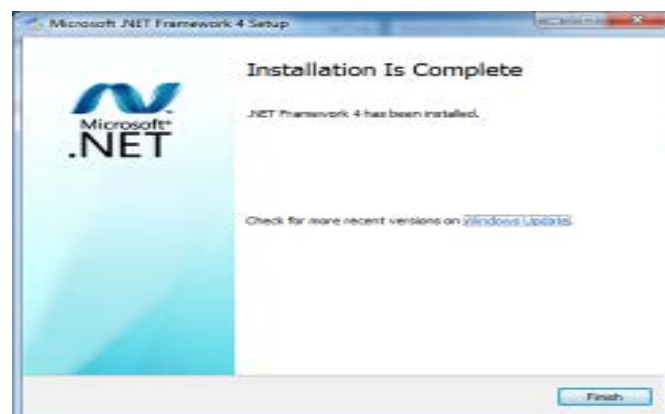 Microsoft .NET Framework 4 Setup
Installation Is Complete
.NET Framework 4 has been installed.
Microsoft®
.NET
Check for more recent versions on Windows Update.
Finish